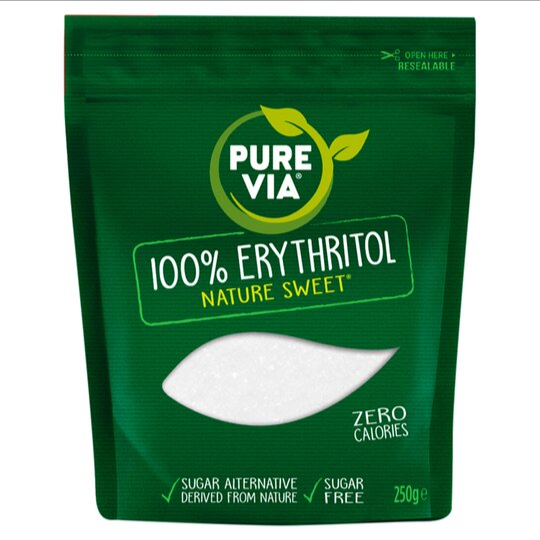 OPEN HERE
RESEALABLE
PURE
VIA®
100% ERYTHRITOL
NATURE SWEET®
ZERO
CALORIES
✓ SUGAR ALTERNATIVE
DERIVED FROM NATURE
✓ SUGAR
FREE
250g℮